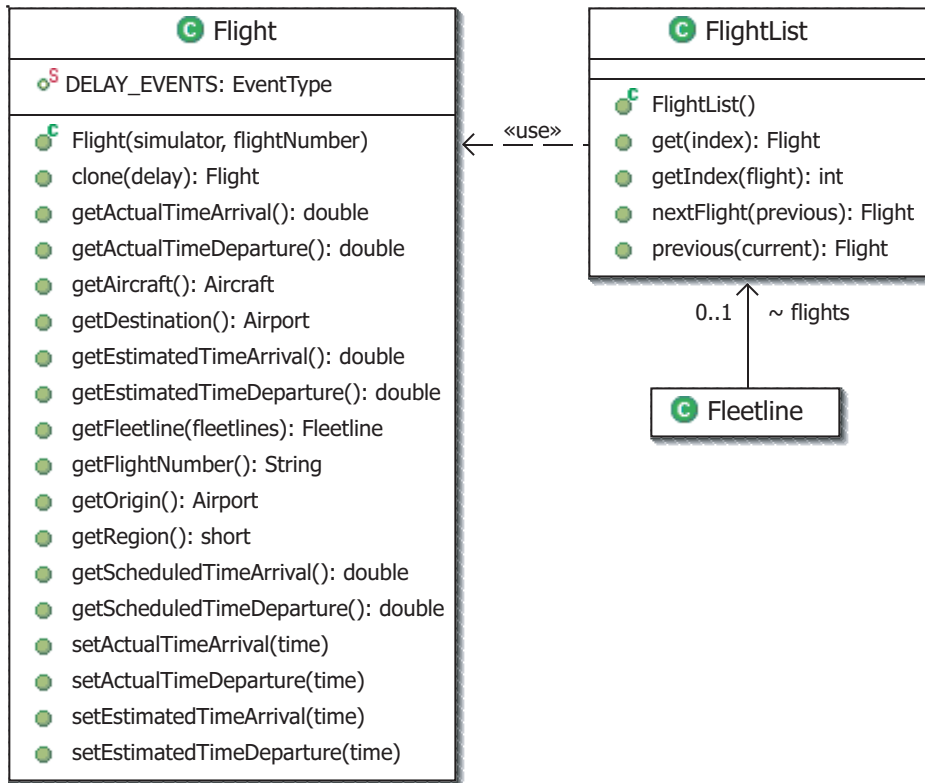 C Flight
S DELAY_EVENTS: EventType
C Flight(simulator, flightNumber)
clone(delay): Flight
getActualTimeArrival(): double
getActualTimeDeparture(): double
getAircraft(): Aircraft
getDestination(): Airport
getEstimatedTimeArrival(): double
getEstimatedTimeDeparture(): double
getFleetline(fleetlines): Fleetline
getFlightNumber(): String
getOrigin(): Airport
getRegion(): short
getScheduledTimeArrival(): double
getScheduledTimeDeparture(): double
setActualTimeArrival(time)
setActualTimeDeparture(time)
setEstimatedTimeArrival(time)
setEstimatedTimeDeparture(time)
«use»
C FlightList
C FlightList()
get(index): Flight
getIndex(flight): int
nextFlight(previous): Flight
previous(current): Flight
0..1 ~ flights
C Fleetline